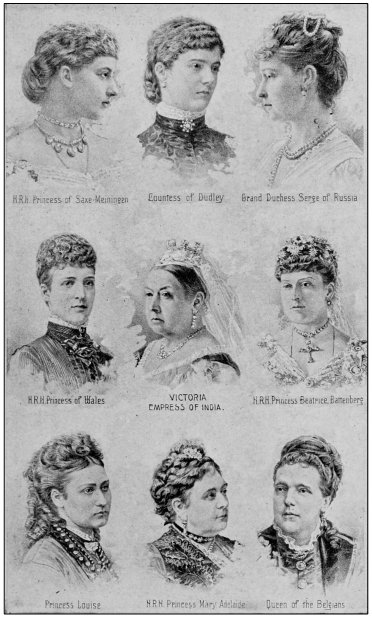 H.R.H. Princess of Saxe-Meiningen
Countess of Dudley
Grand Duchess Serge of Russia
H.R.H. Princess of Wales
VICTORIA
EMPRESS OF INDIA.
H.R.H. Princess Beatrice, Battenberg
Princess Louise
H.R.H. Princess Mary Adelaide
Queen of the Belgians